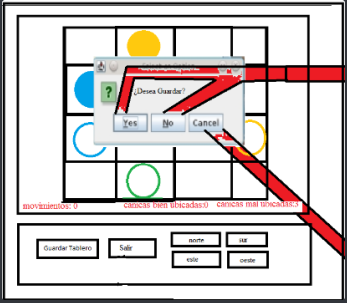 ¿Desea Guardar?
Yes No Cancel
movimientos: 0 canicas bien ubicadas:0 canicas mal ubicadas:3
Guardar Tablero Salir norte sur
este oeste